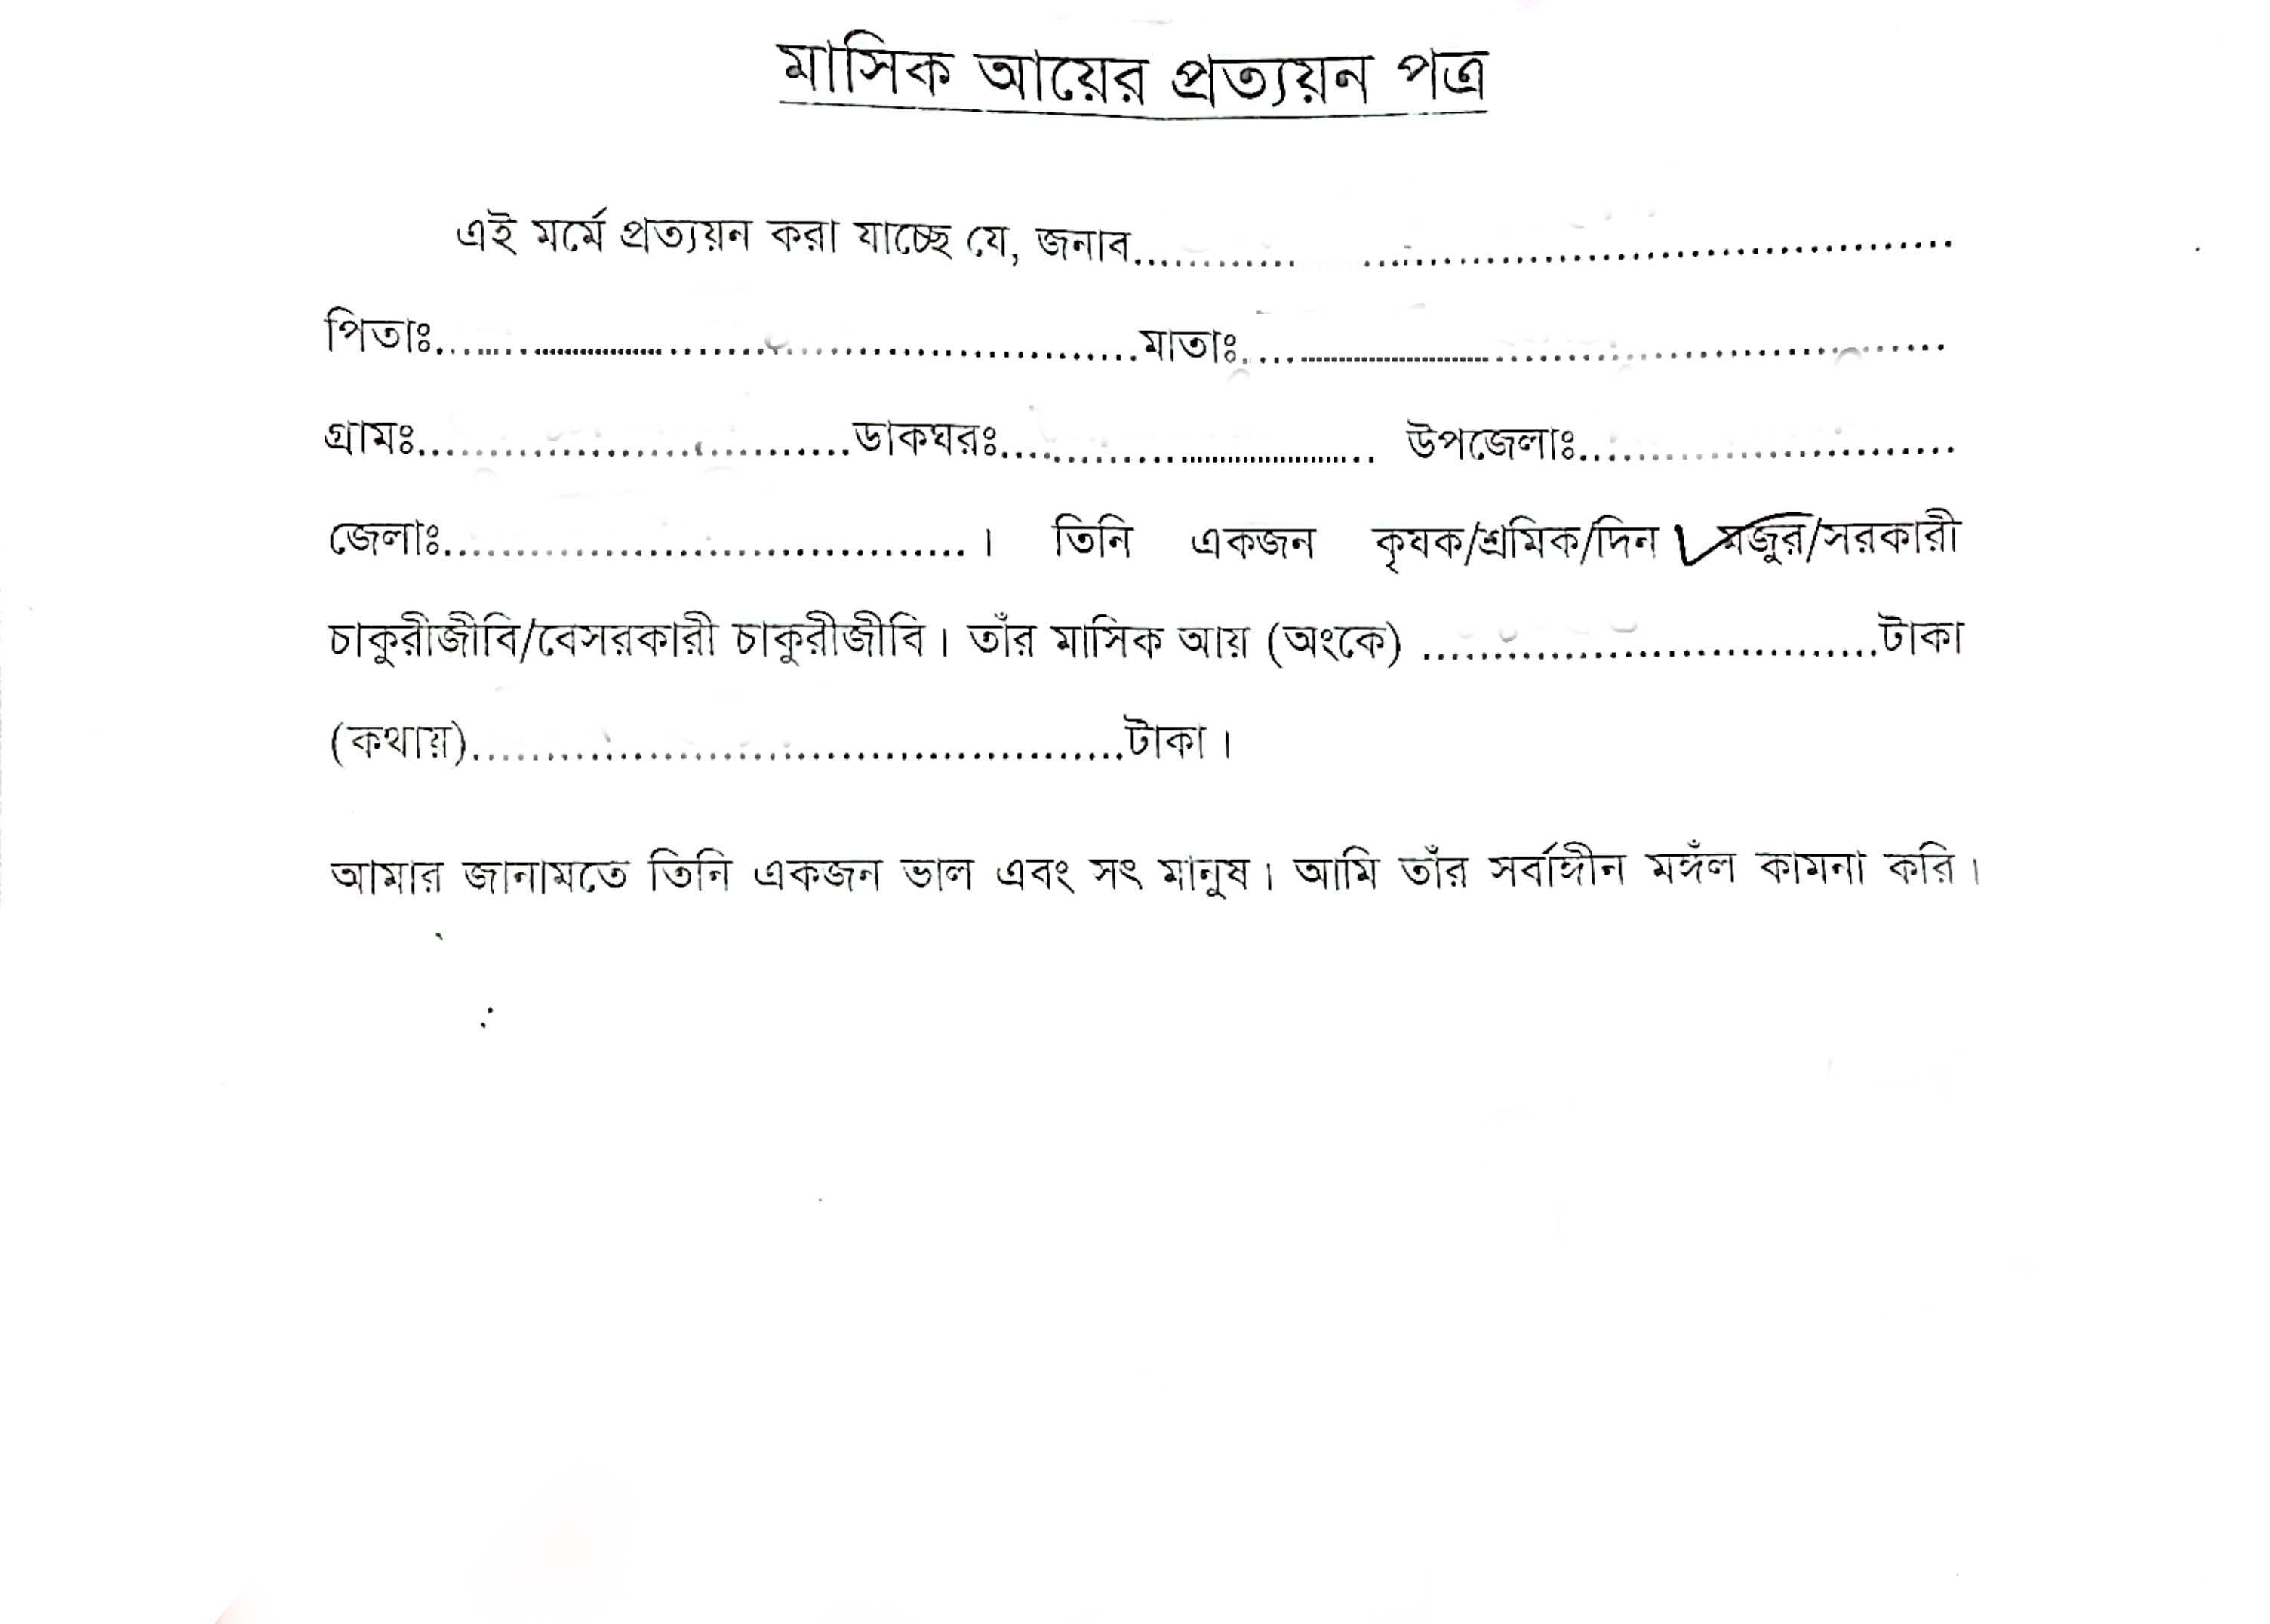 মাসিক আয়ের প্রত্যয়ন পত্র
এই মর্মে প্রত্যয়ন করা যাচ্ছে যে, জনাব............ ............................................
পিতাঃ......................................................মাতাঃ......................................................
গ্রামঃ..............................ডাকঘরঃ.............................. উপজেলাঃ..........................
জেলাঃ.................................... । তিনি একজন কৃষক/শ্রমিক/দিন মজুর/সরকারী
চাকুরীজীবি/বেসরকারী চাকুরীজীবি। তাঁর মাসিক আয় (অংকে) ................................টাকা
(কথায়).............................................টাকা।
আমার জানামতে তিনি একজন ভাল এবং সৎ মানুষ। আমি তাঁর সর্বাঙ্গীন মঙ্গঁল কামনা করি।